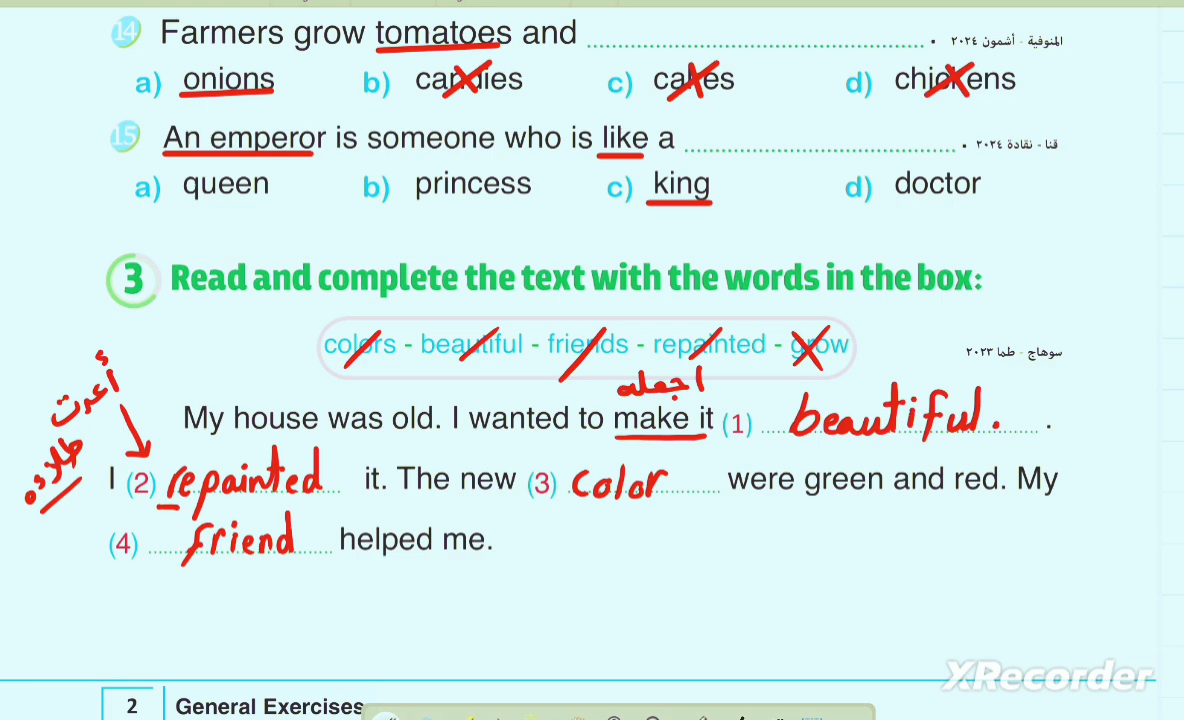 14 Farmers grow tomatoes and ........................ . المنوفية - أشمون ٢٠٢٤
a) onions b) candies c) cakes d) chickens
15 An emperor is someone who is like a ........................ . قنا - نقادة ٢٠٢٤
a) queen b) princess c) king d) doctor
3 Read and complete the text with the words in the box:
colors - beautiful - friends - repainted - grow
سوهاج - طما ٢٠٢٣
اجعله
أعدت
طلاؤه
My house was old. I wanted to make it (1) beautiful. .
I (2) repainted it. The new (3) color were green and red. My
(4) friend helped me.
XRecorder
2 General Exercises